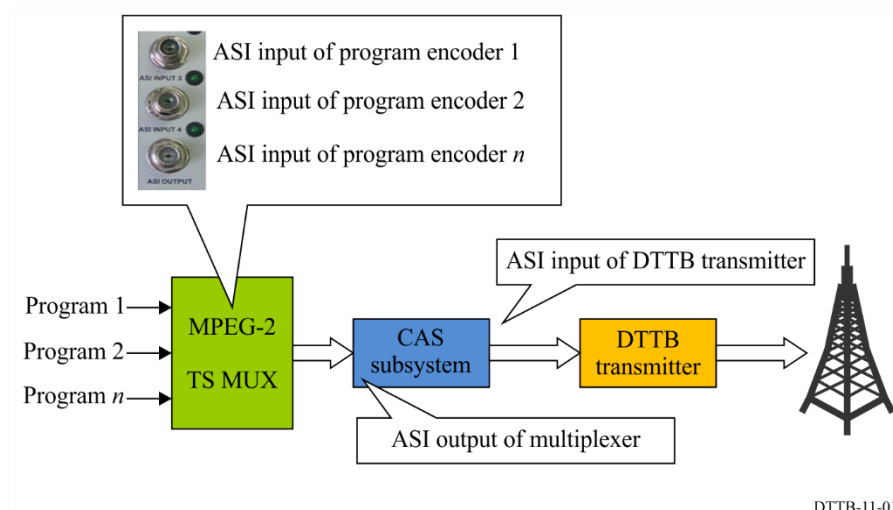 ASI input of program encoder 1
ASI INPUT 3
ASI input of program encoder 2
ASI INPUT 4
ASI input of program encoder n
ASI OUTPUT
ASI input of DTTB transmitter
Program 1
Program 2
Program n
MPEG-2
TS MUX
CAS
subsystem
DTTB
transmitter
ASI output of multiplexer